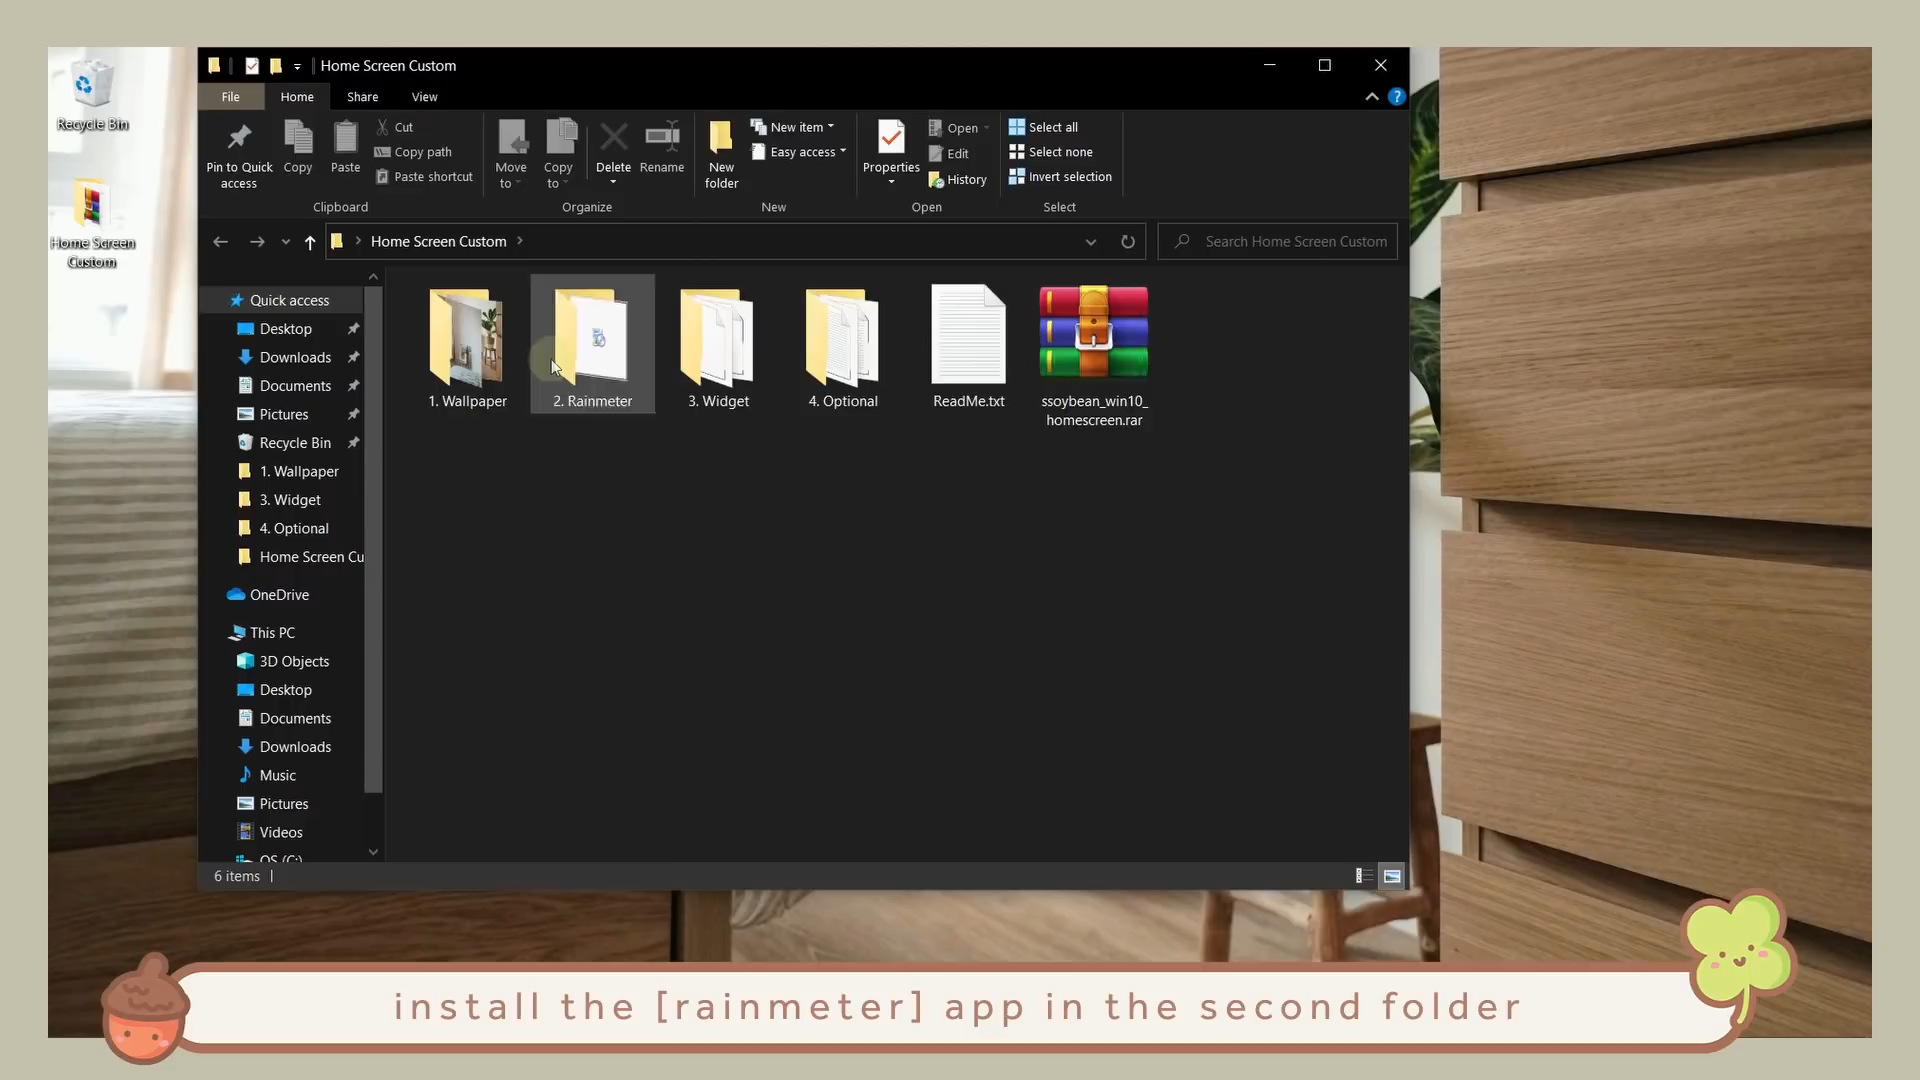 Recycle Bin
Home Screen
Custom
Home Screen Custom
File
Home
Share
View
Pin to Quick
access
Copy
Paste
Cut
Copy path
Paste shortcut
Clipboard
Move
to
Copy
to
Delete
Rename
Organize
New
folder
New item
Easy access
New
Properties
Open
Edit
History
Open
Select all
Select none
Invert selection
Select
Home Screen Custom
Search Home Screen Custom
Quick access
Desktop
Downloads
Documents
Pictures
Recycle Bin
1. Wallpaper
3. Widget
4. Optional
Home Screen Cu
OneDrive
This PC
3D Objects
Desktop
Documents
Downloads
Music
Pictures
Videos
OS (C:)
1. Wallpaper
2. Rainmeter
3. Widget
4. Optional
ReadMe.txt
ssoybean_win10_
homescreen.rar
6 items
install the [rainmeter] app in the second folder